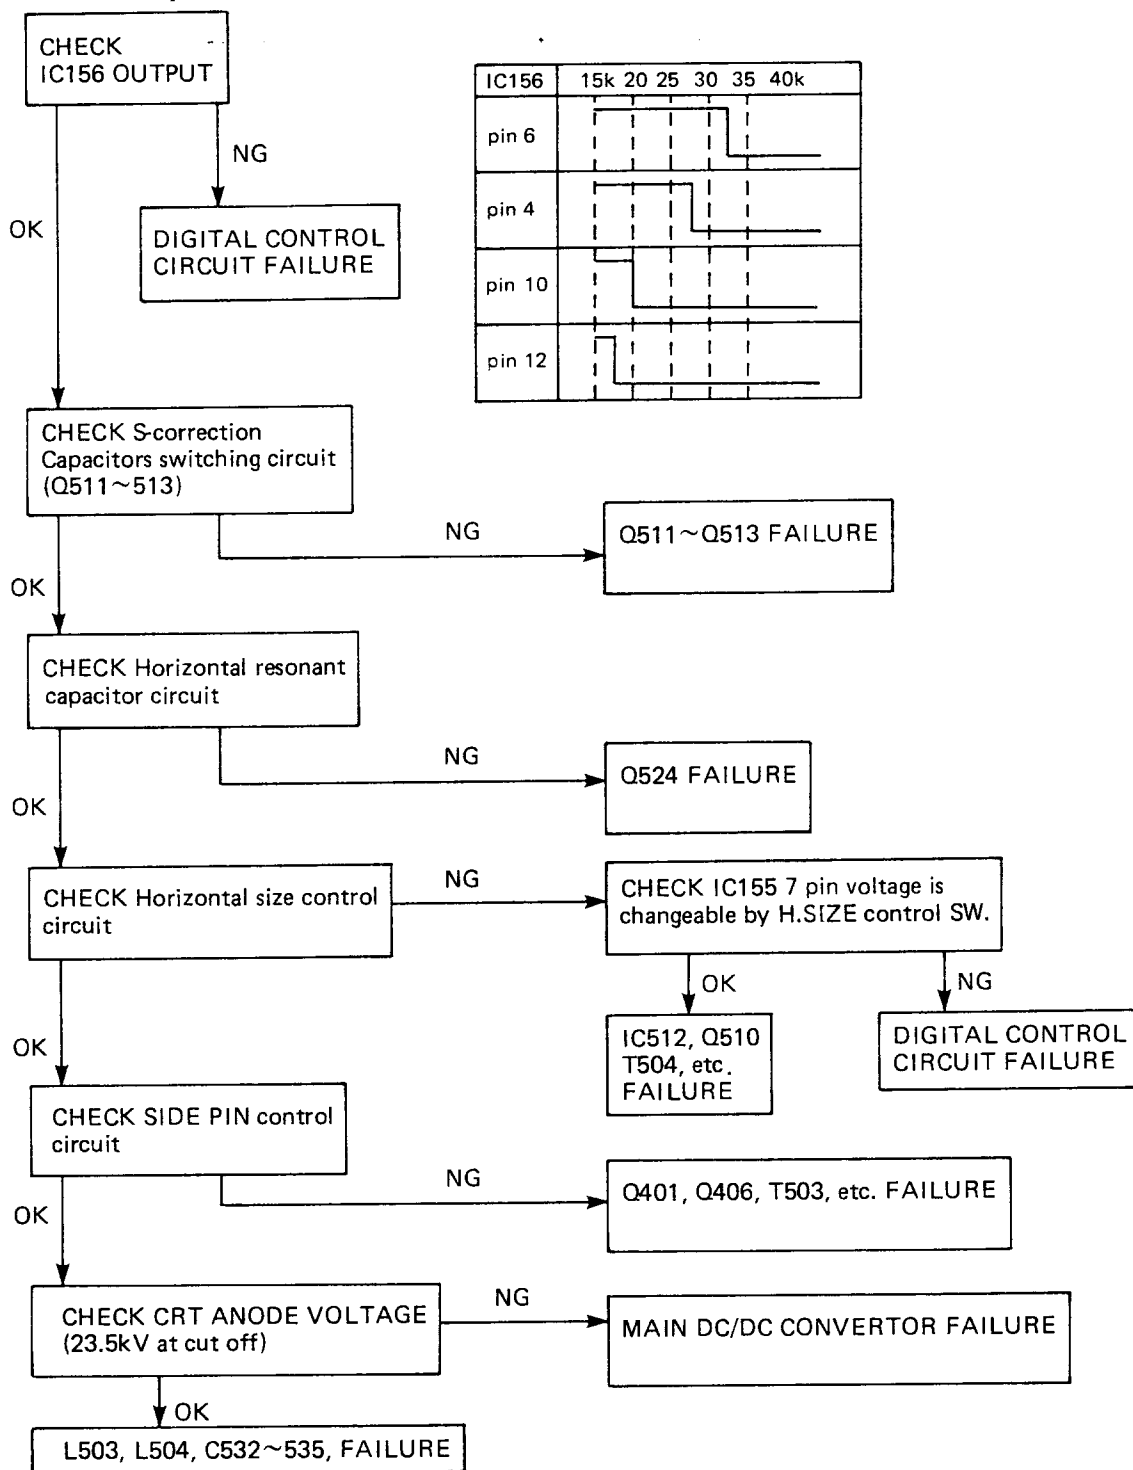 CHECK
IC156 OUTPUT
IC156 15k 20 25 30 35 40k
pin 6
pin 4
pin 10
pin 12
NG
OK
DIGITAL CONTROL
CIRCUIT FAILURE
CHECK S-correction
Capacitors switching circuit
(Q511~513)
NG
Q511~Q513 FAILURE
OK
CHECK Horizontal resonant
capacitor circuit
NG
Q524 FAILURE
OK
CHECK Horizontal size control
circuit
NG
CHECK IC155 7 pin voltage is
changeable by H.SIZE control SW.
OK
NG
IC512, Q510
T504, etc.
FAILURE
DIGITAL CONTROL
CIRCUIT FAILURE
OK
CHECK SIDE PIN control
circuit
NG
Q401, Q406, T503, etc. FAILURE
OK
CHECK CRT ANODE VOLTAGE
(23.5kV at cut off)
NG
MAIN DC/DC CONVERTOR FAILURE
OK
L503, L504, C532~535, FAILURE